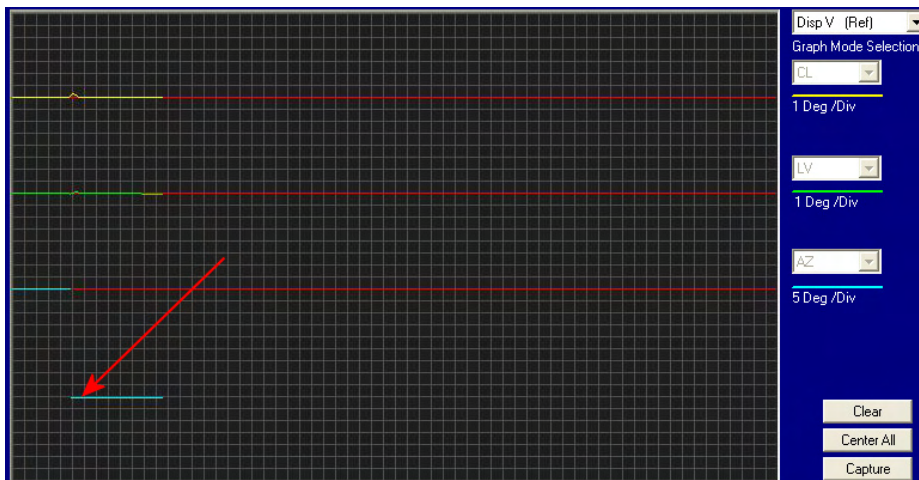 Disp V (Ref)
Graph Mode Selection
CL
1 Deg /Div
LV
1 Deg /Div
AZ
5 Deg /Div
Clear
Center All
Capture